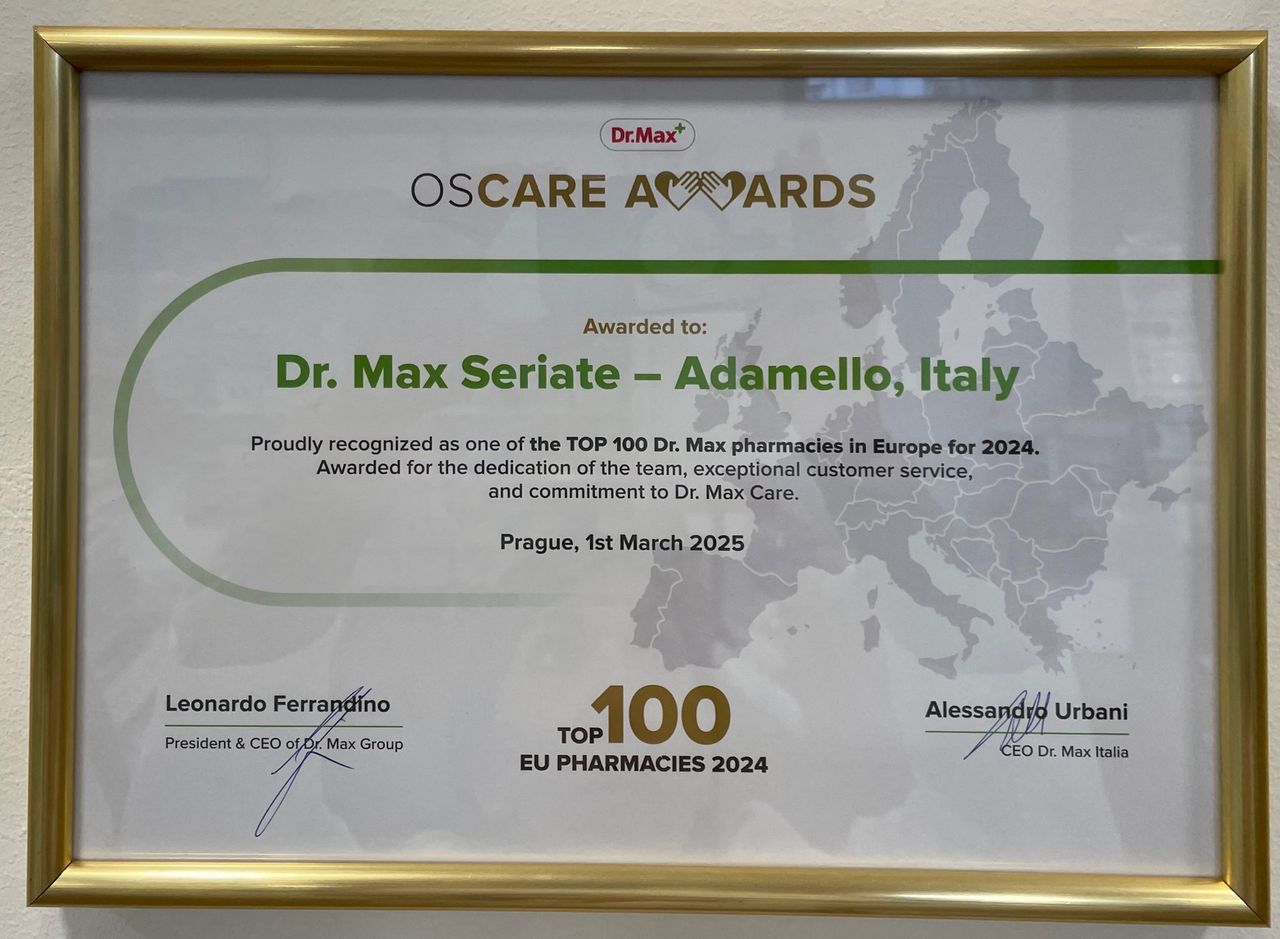 Dr.Max+
OSCARE AWARDS
Awarded to:
Dr. Max Seriate – Adamello, Italy
Proudly recognized as one of the TOP 100 Dr. Max pharmacies in Europe for 2024.
Awarded for the dedication of the team, exceptional customer service,
and commitment to Dr. Max Care.
Prague, 1st March 2025
Leonardo Ferrandino
President & CEO of Dr. Max Group
TOP 100
EU PHARMACIES 2024
Alessandro Urbani
CEO Dr. Max Italia